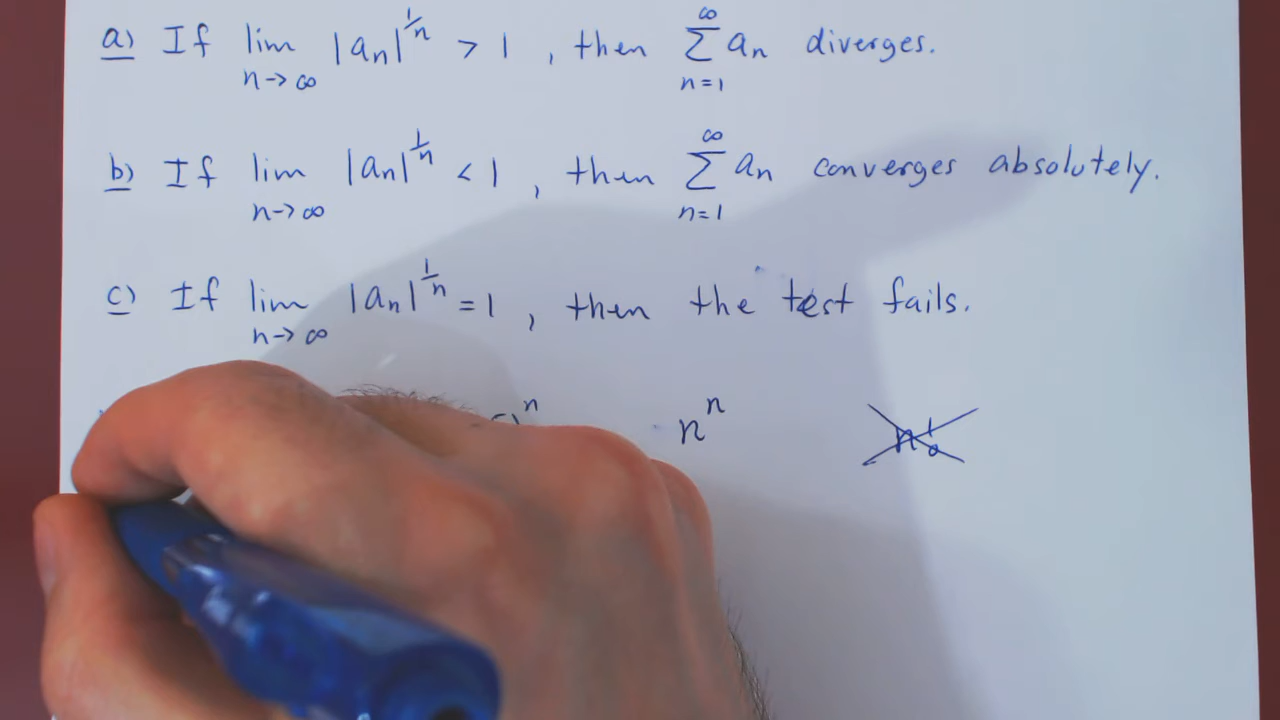 a) If lim n→∞ |an|^1/n > 1 , then ∞ Σ n=1 an diverges.
b) If lim n→∞ |an|^1/n < 1 , then ∞ Σ n=1 an converges absolutely.
c) If lim n→∞ |an|^1/n = 1 , then the test fails.
)^n n^n n!